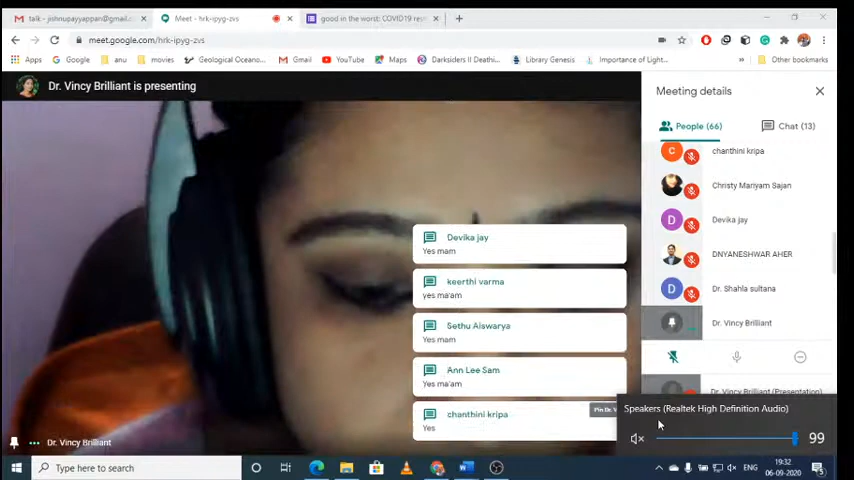 talk - jishnupayyappan@gmail.c
Meet - hrk-ipyg-zvs
good in the worst: COVID19 rev
meet.google.com/hrk-ipyg-zvs
Apps
Google
anu
movies
Geological Oceano...
Gmail
YouTube
Maps
Darksiders II Deathi...
Library Genesis
Importance of Light...
»
Other bookmarks
Dr. Vincy Brilliant is presenting
Meeting details
People (66)
Chat (13)
C
chanthini kripa
Christy Mariyam Sajan
D
Devika jay
DNYANESHWAR AHER
D
Dr. Shahla sultana
Dr. Vincy Brilliant
Dr. Vincy Brilliant (Presentation)
Devika jay
Yes mam
keerthi varma
yes ma'am
Sethu Aiswarya
Yes mam
Ann Lee Sam
Yes ma'am
chanthini kripa
Yes
Pin Dr. V
Speakers (Realtek High Definition Audio)
99
Dr. Vincy Brilliant
Type here to search
ENG
19:32
06-09-2020
5